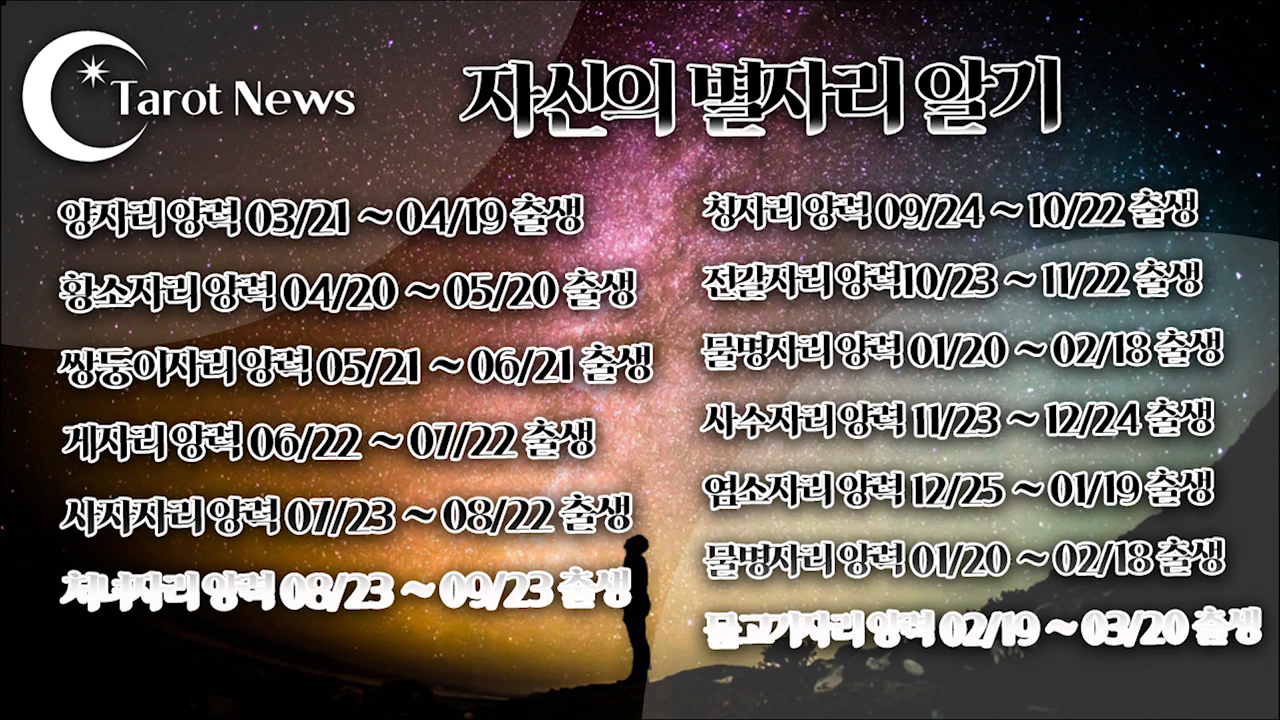 Tarot News
자신의 별자리 알기
양자리 양력 03/21 ~ 04/19 출생
황소자리 양력 04/20 ~ 05/20 출생
쌍둥이자리 양력 05/21 ~ 06/21 출생
게자리 양력 06/22 ~ 07/22 출생
사자자리 양력 07/23 ~ 08/22 출생
처녀자리 양력 08/23 ~ 09/23 출생
칭자리 양력 09/24 ~ 10/22 출생
전갈자리 양력10/23 ~ 11/22 출생
물병자리 양력 01/20 ~ 02/18 출생
사수자리 양력 11/23 ~ 12/24 출생
염소자리 양력 12/25 ~ 01/19 출생
물병자리 양력 01/20 ~ 02/18 출생
물고기자리 양력 02/19 ~ 03/20 출생